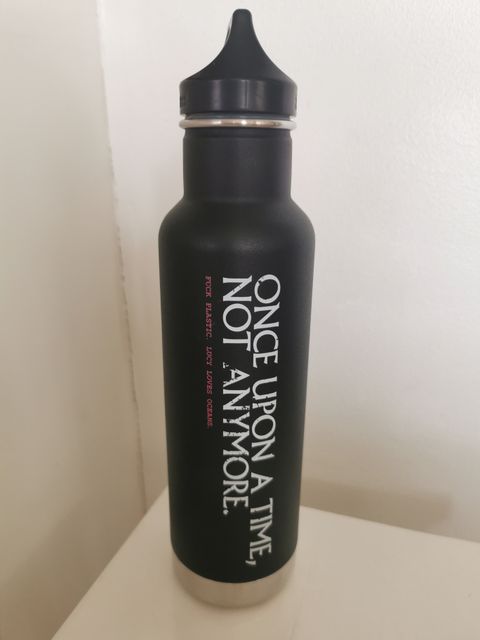 ONCE UPON A TIME,
NOT ANYMORE.
FUCK PLASTIC. LUCY LOVES OCEANS.